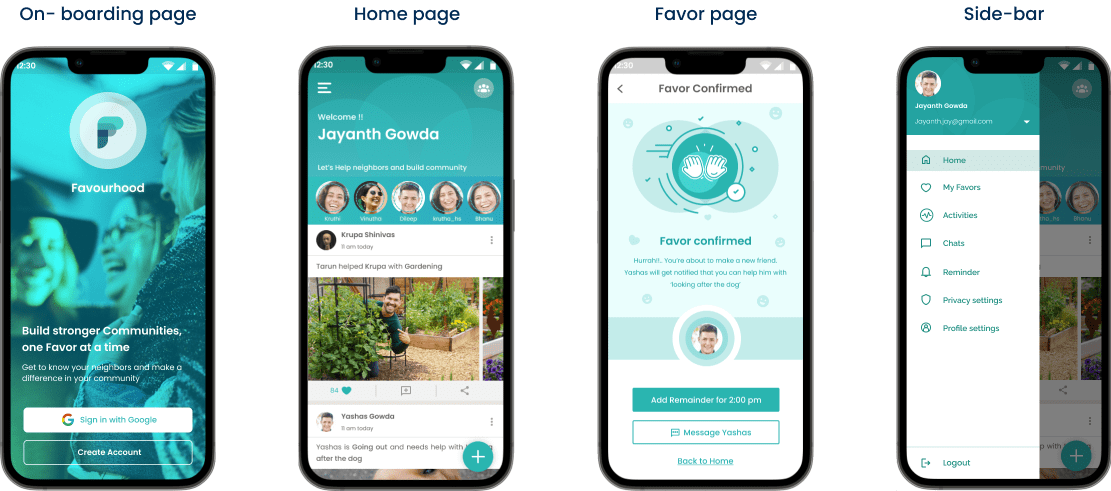 On- boarding page
Home page
Favor page
Side-bar
12:30
Favourhood
Build stronger Communities,
one Favor at a time
Get to know your neighbors and make a
difference in your community
Sign in with Google
Create Account
12:30
Welcome !!
Jayanth Gowda
Let's Help neighbors and build community
Kruthi
Vinutha
Dileep
krutha_hs
Bhanu
Krupa Shinivas
11 am today
Tarun helped Krupa with Gardening
84
Yashas Gowda
11 am today
Yashas is Going out and needs help with
after the dog
12:30
Favor Confirmed
Favor confirmed
Hurrah!!.. You're about to make a new friend.
Yashas will get notified that you can help him with
'looking after the dog'
Add Remainder for 2:00 pm
Message Yashas
Back to Home
Jayanth Gowda
Jayanth.jay@gmail.com
Home
My Favors
Activities
Chats
Reminder
Privacy settings
Profile settings
Logout
munity
_hs
Bhanu